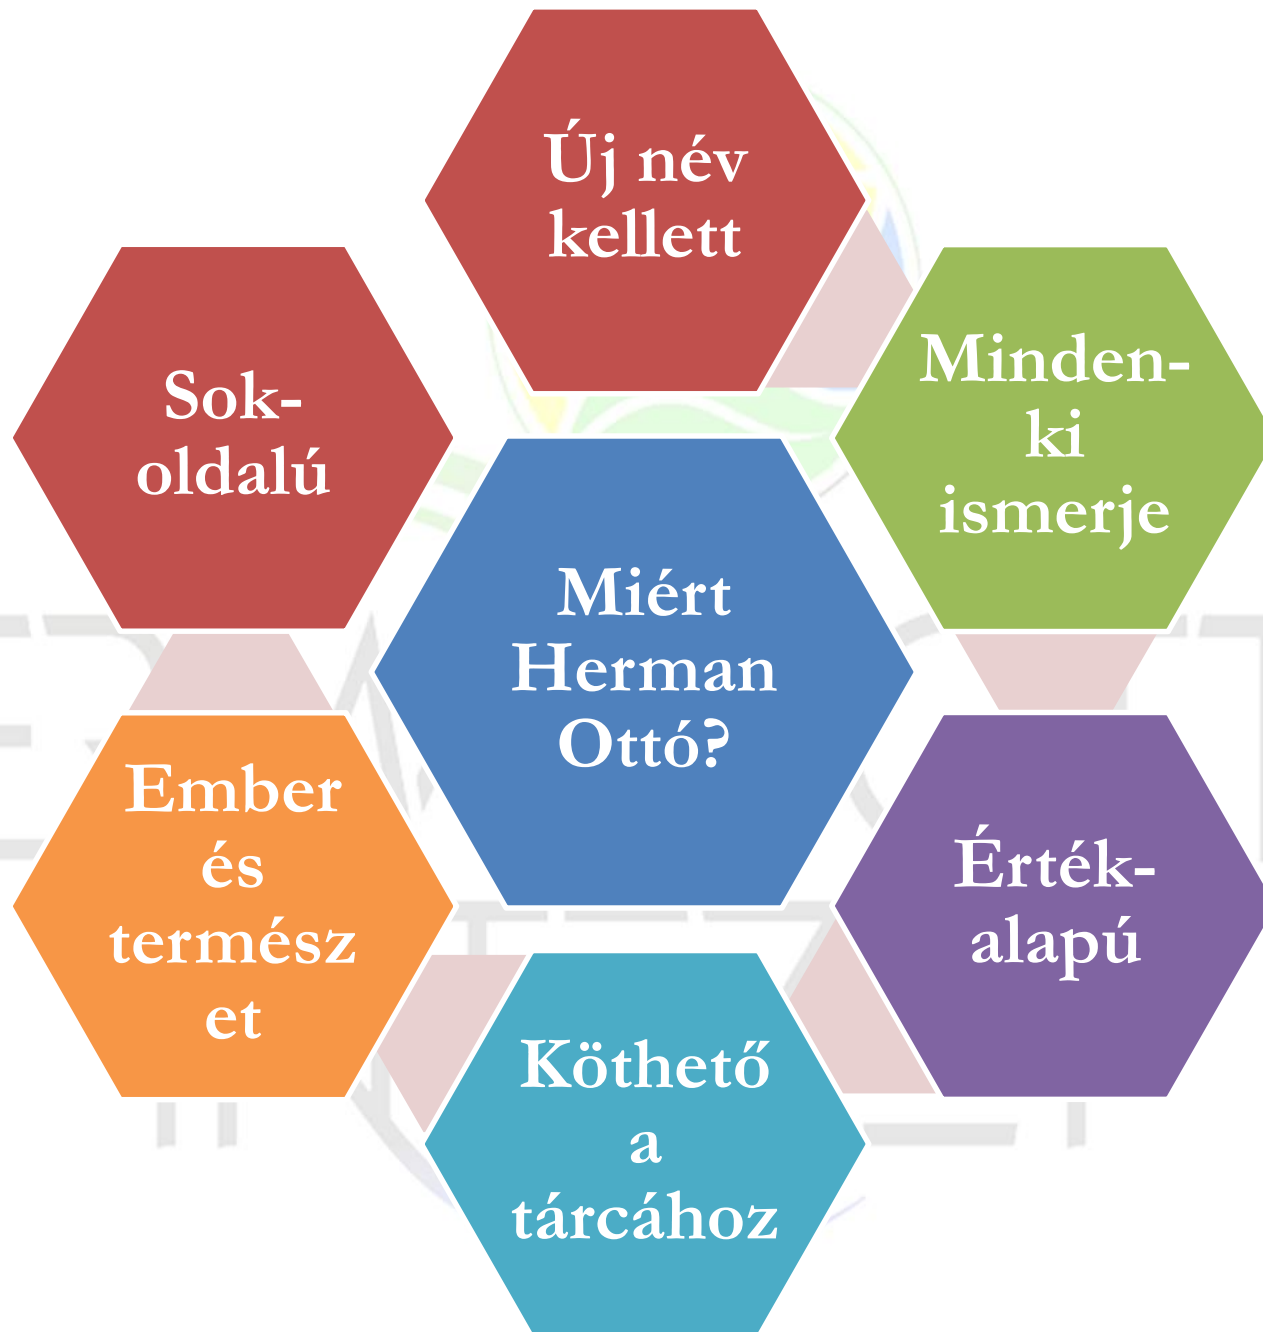 Új név
kellett
Minden-
ki
ismerje
Érték-
alapú
Köthető
a
tárcához
Ember
és
termész
et
Sok-
oldalú
Miért
Herman
Ottó?